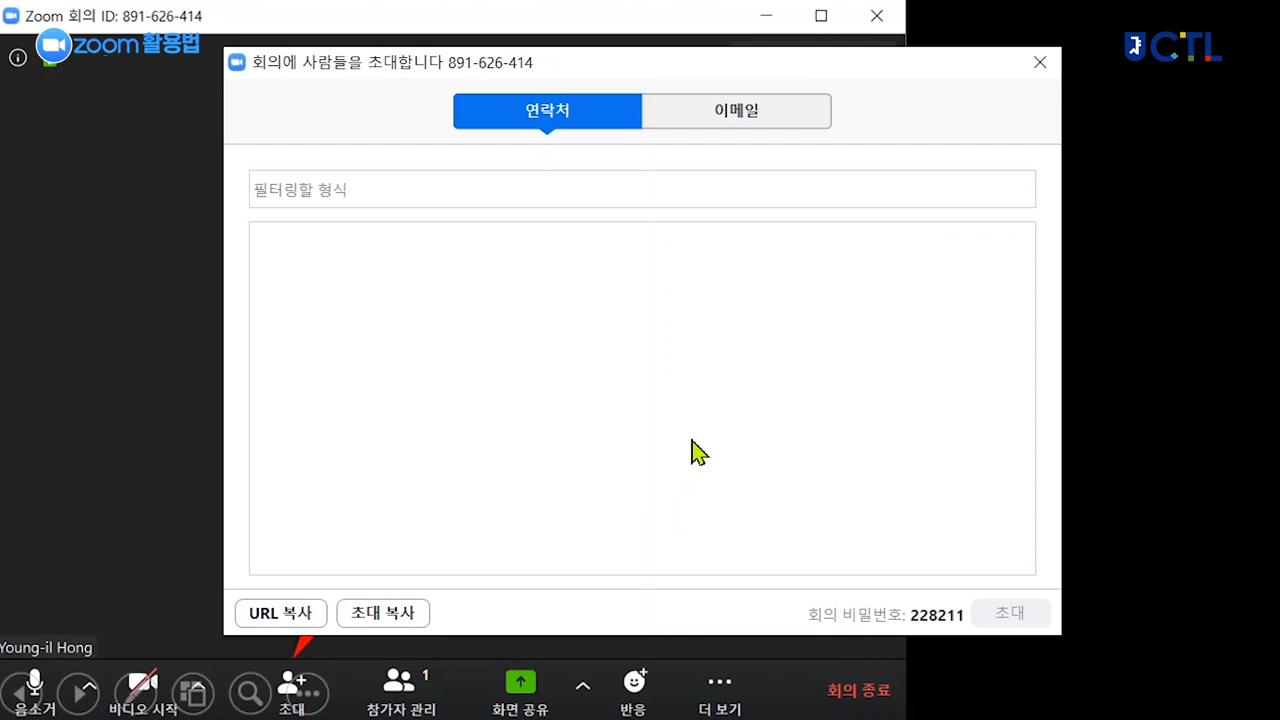 Zoom 회의 ID: 891-626-414
zoom 활용법
CTL
회의에 사람들을 초대합니다 891-626-414
연락처
이메일
필터링할 형식
URL 복사
초대 복사
회의 비밀번호: 228211
초대
Young-il Hong
음소거
비디오 시작
초대
1
참가자 관리
화면 공유
반응
더 보기
회의 종료